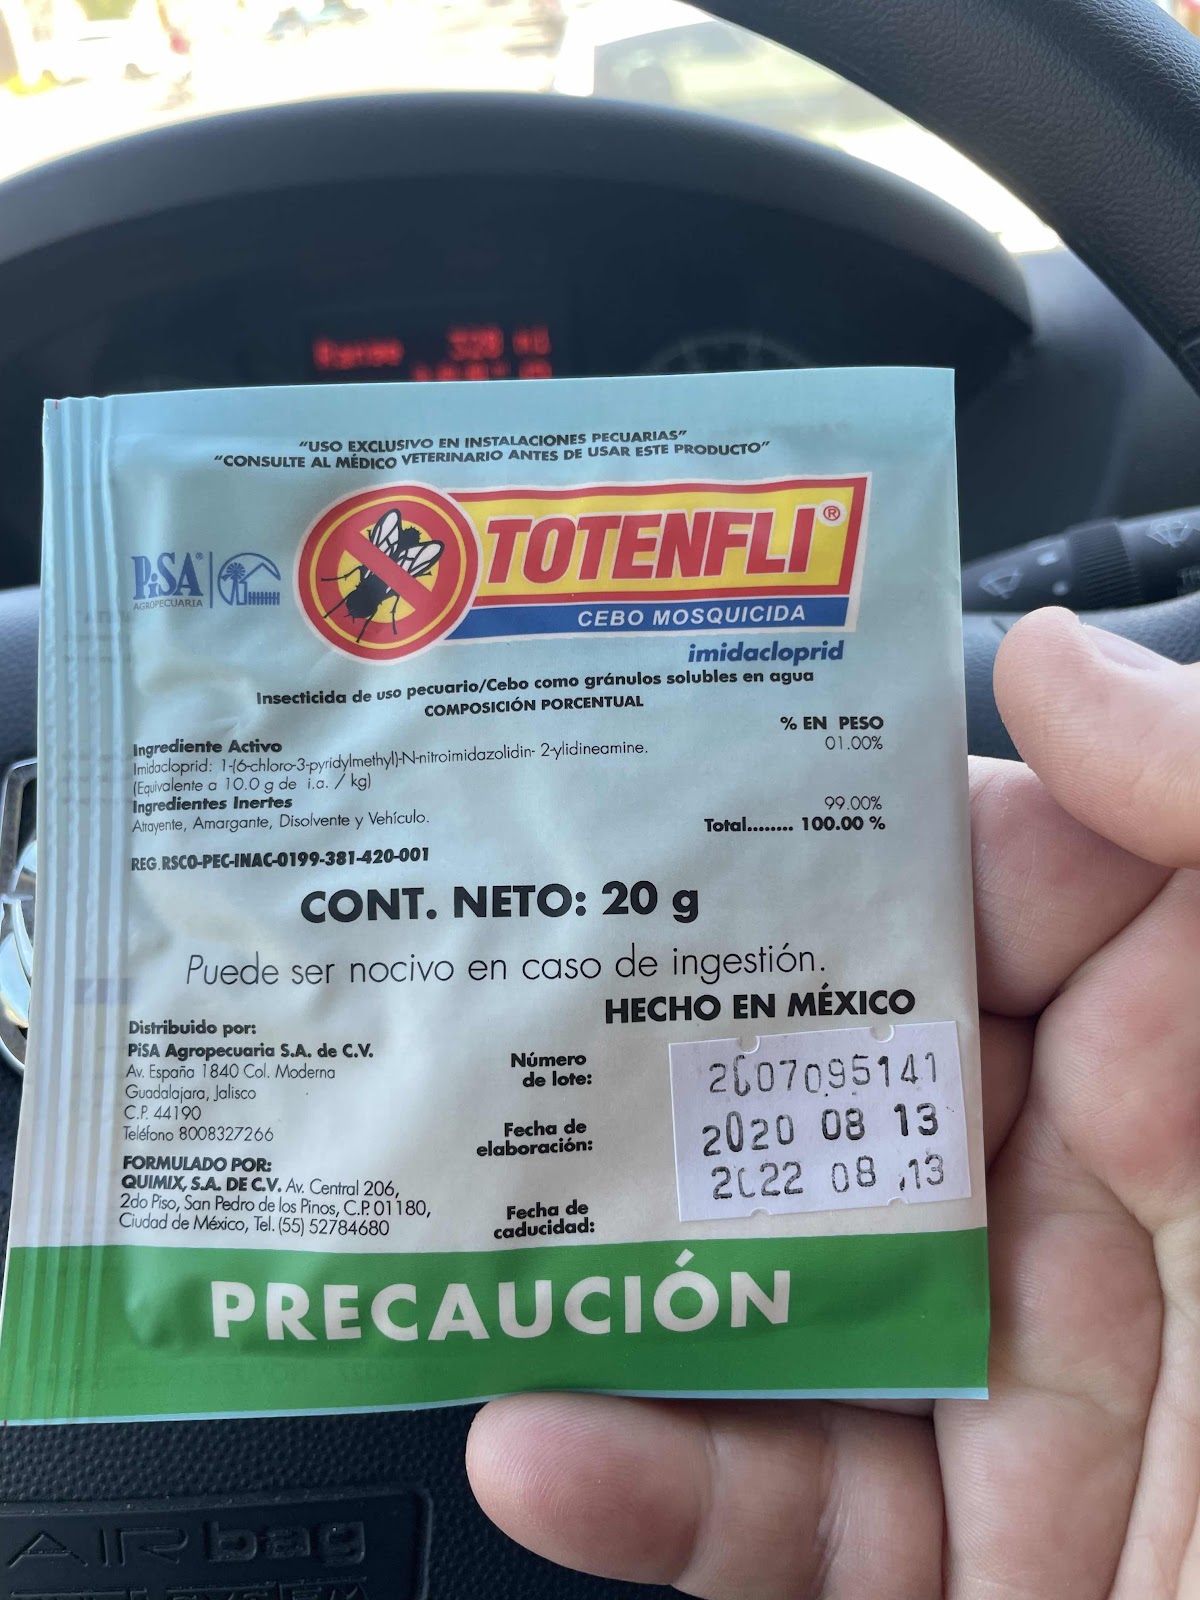 Range 328 mi
"USO EXCLUSIVO EN INSTALACIONES PECUARIAS"
"CONSULTE AL MÉDICO VETERINARIO ANTES DE USAR ESTE PRODUCTO"
PiSA®
AGROPECUARIA
TOTENFLI®
CEBO MOSQUICIDA
imidacloprid
Insecticida de uso pecuario/Cebo como gránulos solubles en agua
COMPOSICIÓN PORCENTUAL
% EN PESO
Ingrediente Activo 01.00%
Imidacloprid: 1-(6-chloro-3-pyridylmethyl)-N-nitroimidazolidin- 2-ylidineamine.
(Equivalente a 10.0 g de i.a. / kg)
Ingredientes Inertes 99.00%
Atrayente, Amargante, Disolvente y Vehículo.
Total........ 100.00 %
REG.RSCO-PEC-INAC-0199-381-420-001
CONT. NETO: 20 g
Puede ser nocivo en caso de ingestión.
HECHO EN MÉXICO
Distribuido por:
PiSA Agropecuaria S.A. de C.V.
Av. España 1840 Col. Moderna
Guadalajara, Jalisco
C.P. 44190
Teléfono 8008327266
FORMULADO POR:
QUIMIX, S.A. DE C.V. Av. Central 206,
2do Piso, San Pedro de los Pinos, C.P. 01180,
Ciudad de México, Tel. (55) 52784680
Número
de lote:
2007095141
Fecha de
elaboración:
2020 08 13
Fecha de
caducidad:
2022 08 13
PRECAUCIÓN
AIRbag